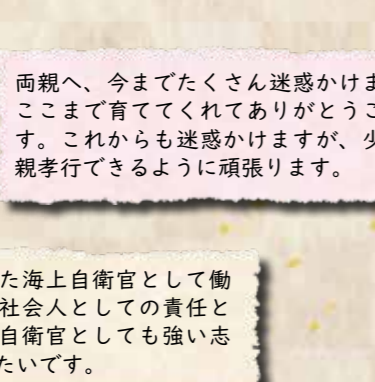 両親へ、今までたくさん迷惑かけま
ここまで育ててくれてありがとうご
す。これからも迷惑かけますが、少
親孝行できるように頑張ります。
た海上自衛官として働
社会人としての責任と
自衛官としても強い志
たいです。